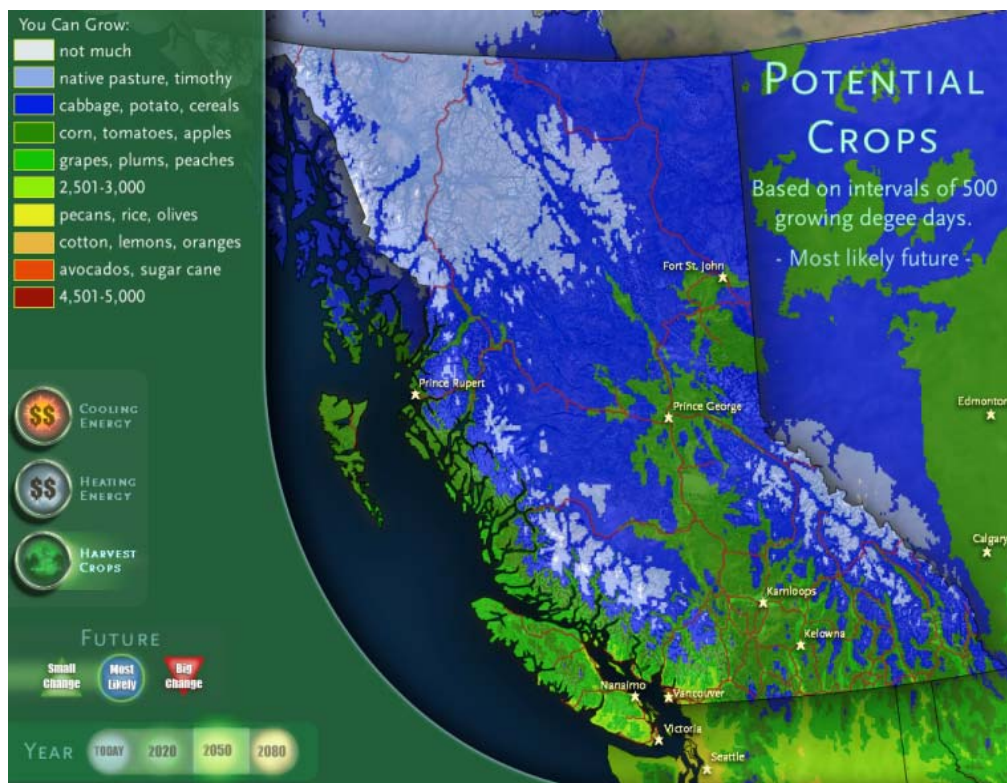 You Can Grow:
not much
native pasture, timothy
cabbage, potato, cereals
corn, tomatoes, apples
grapes, plums, peaches
2,501-3,000
pecans, rice, olives
cotton, lemons, oranges
avocados, sugar cane
4,501-5,000
POTENTIAL
CROPS
Based on intervals of 500
growing degee days.
- Most likely future -
Fort St. John
Prince Rupert
Prince George
Edmonton
Calgary
Kamloops
Kelowna
Nanaimo
Vancouver
Victoria
Seattle
$$
COOLING
ENERGY
$$
HEATING
ENERGY
HARVEST
CROPS
FUTURE
Small
Change
Most
Likely
Big
Change
YEAR
TODAY
2020
2050
2080